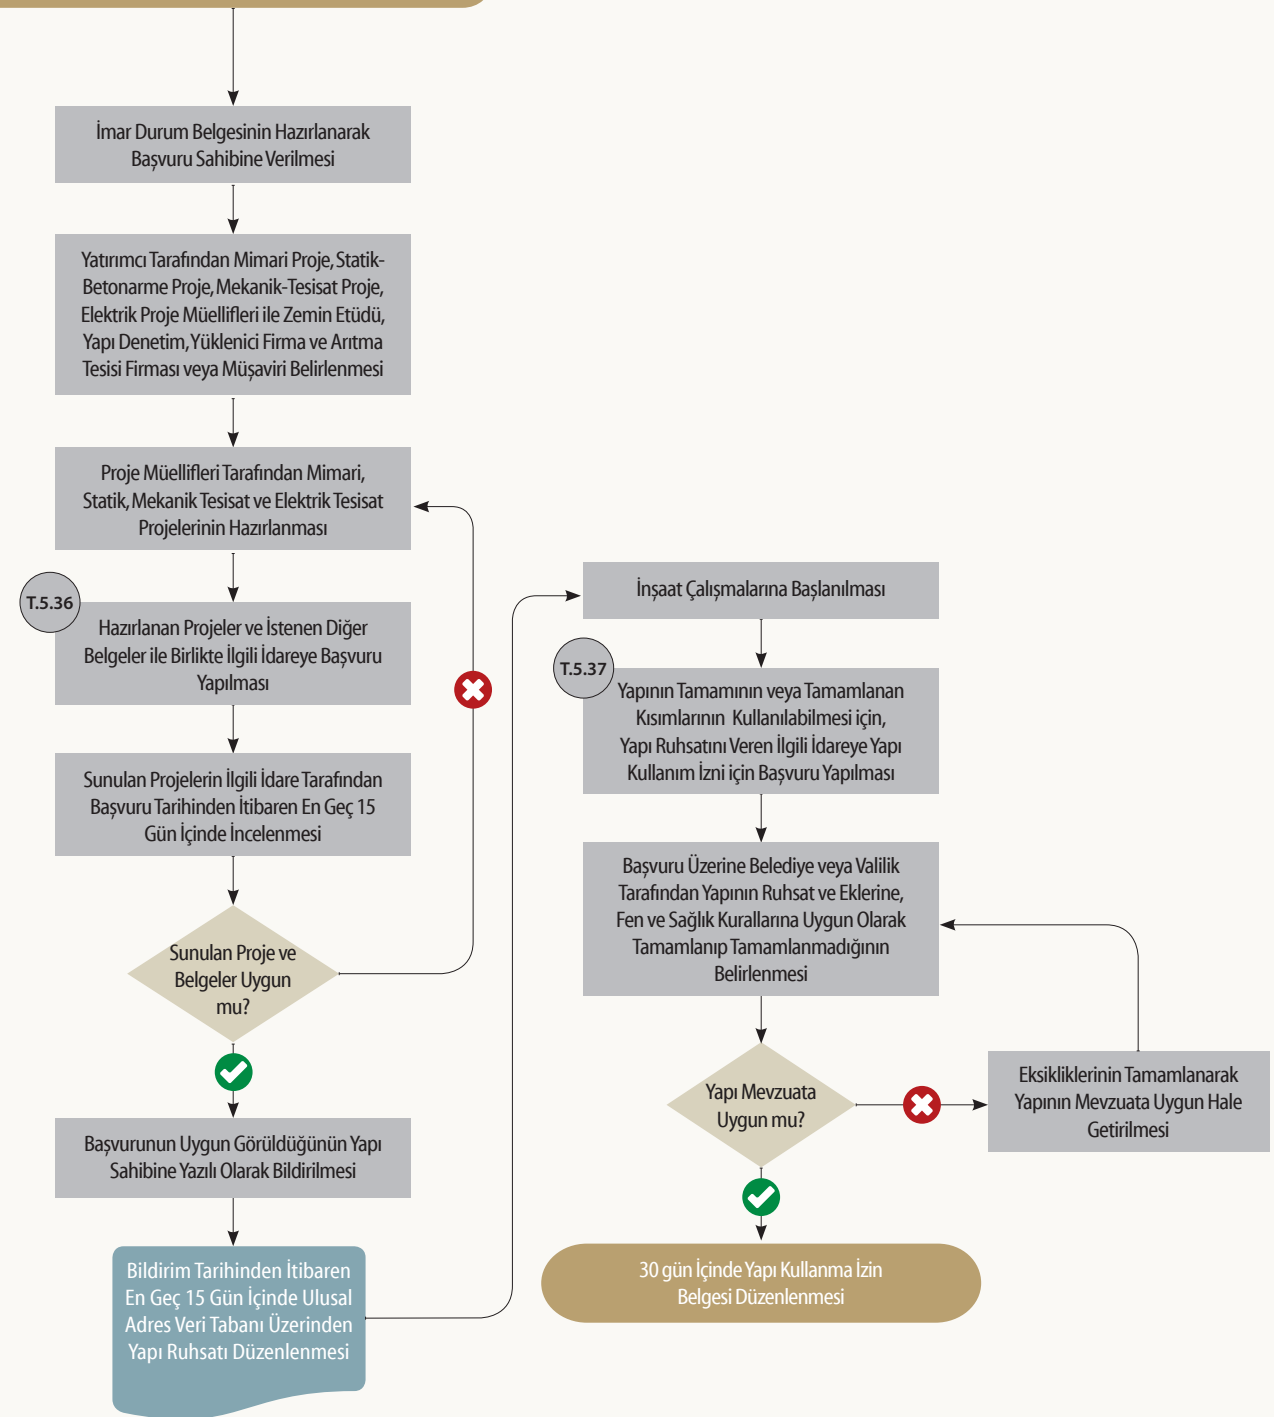 İmar Durum Belgesinin Hazırlanarak
Başvuru Sahibine Verilmesi
Yatırımcı Tarafından Mimari Proje, Statik-
Betonarme Proje, Mekanik-Tesisat Proje,
Elektrik Proje Müellifleri ile Zemin Etüdü,
Yapı Denetim, Yüklenici Firma ve Arıtma
Tesisi Firması veya Müşaviri Belirlenmesi
Proje Müellifleri Tarafından Mimari,
Statik, Mekanik Tesisat ve Elektrik Tesisat
Projelerinin Hazırlanması
T.5.36
Hazırlanan Projeler ve İstenen Diğer
Belgeler ile Birlikte İlgili İdareye Başvuru
Yapılması
Sunulan Projelerin İlgili İdare Tarafından
Başvuru Tarihinden İtibaren En Geç 15
Gün İçinde İncelenmesi
Sunulan Proje ve
Belgeler Uygun
mu?
Başvurunun Uygun Görüldüğünün Yapı
Sahibine Yazılı Olarak Bildirilmesi
Bildirim Tarihinden İtibaren
En Geç 15 Gün İçinde Ulusal
Adres Veri Tabanı Üzerinden
Yapı Ruhsatı Düzenlenmesi
İnşaat Çalışmalarına Başlanılması
T.5.37
Yapının Tamamının veya Tamamlanan
Kısımlarının Kullanılabilmesi için,
Yapı Ruhsatını Veren İlgili İdareye Yapı
Kullanım İzni için Başvuru Yapılması
Başvuru Üzerine Belediye veya Valilik
Tarafından Yapının Ruhsat ve Eklerine,
Fen ve Sağlık Kurallarına Uygun Olarak
Tamamlanıp Tamamlanmadığının
Belirlenmesi
Yapı Mevzuata
Uygun mu?
Eksikliklerinin Tamamlanarak
Yapının Mevzuata Uygun Hale
Getirilmesi
30 gün İçinde Yapı Kullanma İzin
Belgesi Düzenlenmesi